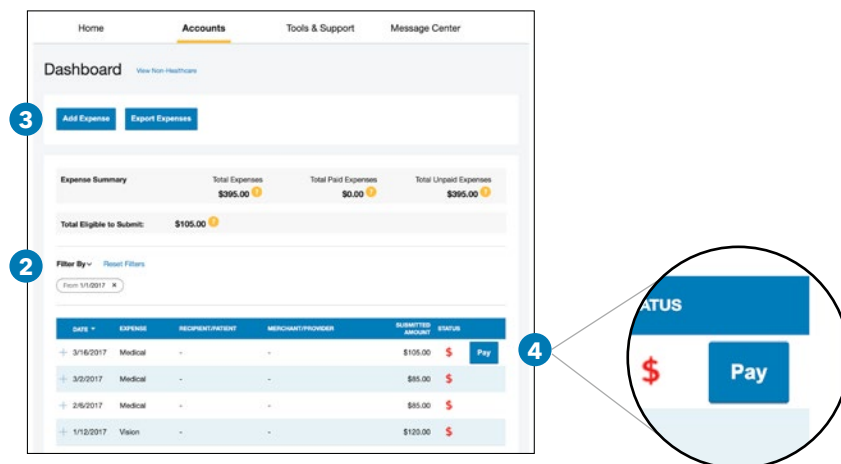 Home Accounts Tools & Support Message Center
Dashboard View Non-Healthcare
3
Add Expense Export Expenses
Expense Summary Total Expenses Total Paid Expenses Total Unpaid Expenses
$395.00 ? $0.00 ? $395.00 ?
Total Eligible to Submit: $105.00 ?
2
Filter By Reset Filters
From 1/1/2017 ×
DATE EXPENSE RECIPIENT/PATIENT MERCHANT/PROVIDER SUBMITTED AMOUNT STATUS
+ 3/16/2017 Medical - - $105.00 $ Pay
+ 3/2/2017 Medical - - $85.00 $
+ 2/6/2017 Medical - - $85.00 $
+ 1/12/2017 Vision - - $120.00 $
4
ATUS
$ Pay